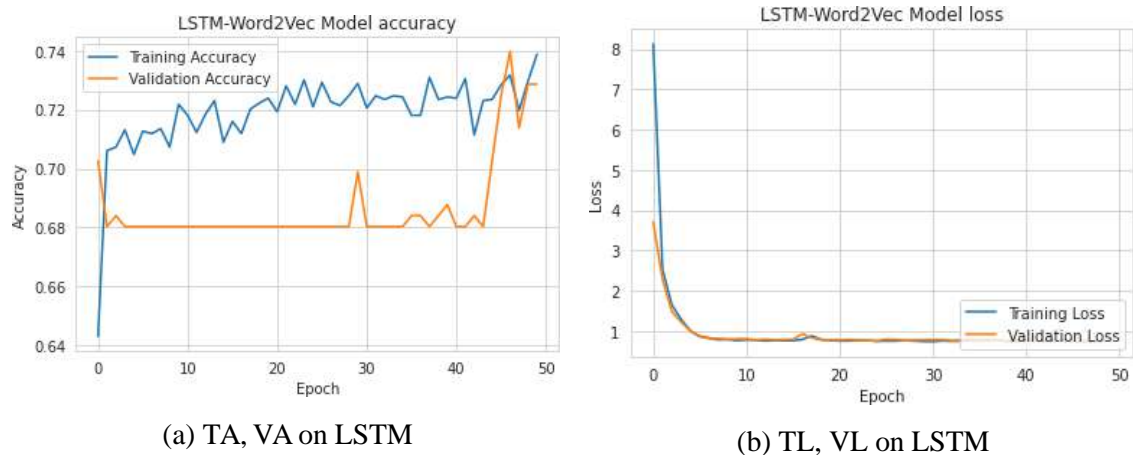 LSTM-Word2Vec Model accuracy
Training Accuracy
Validation Accuracy
0.74
0.72
0.70
0.68
0.66
0.64
Accuracy
0
10
20
30
40
50
Epoch
(a) TA, VA on LSTM
LSTM-Word2Vec Model loss
8
7
6
5
4
3
2
1
Loss
Training Loss
Validation Loss
0
10
20
30
40
50
Epoch
(b) TL, VL on LSTM